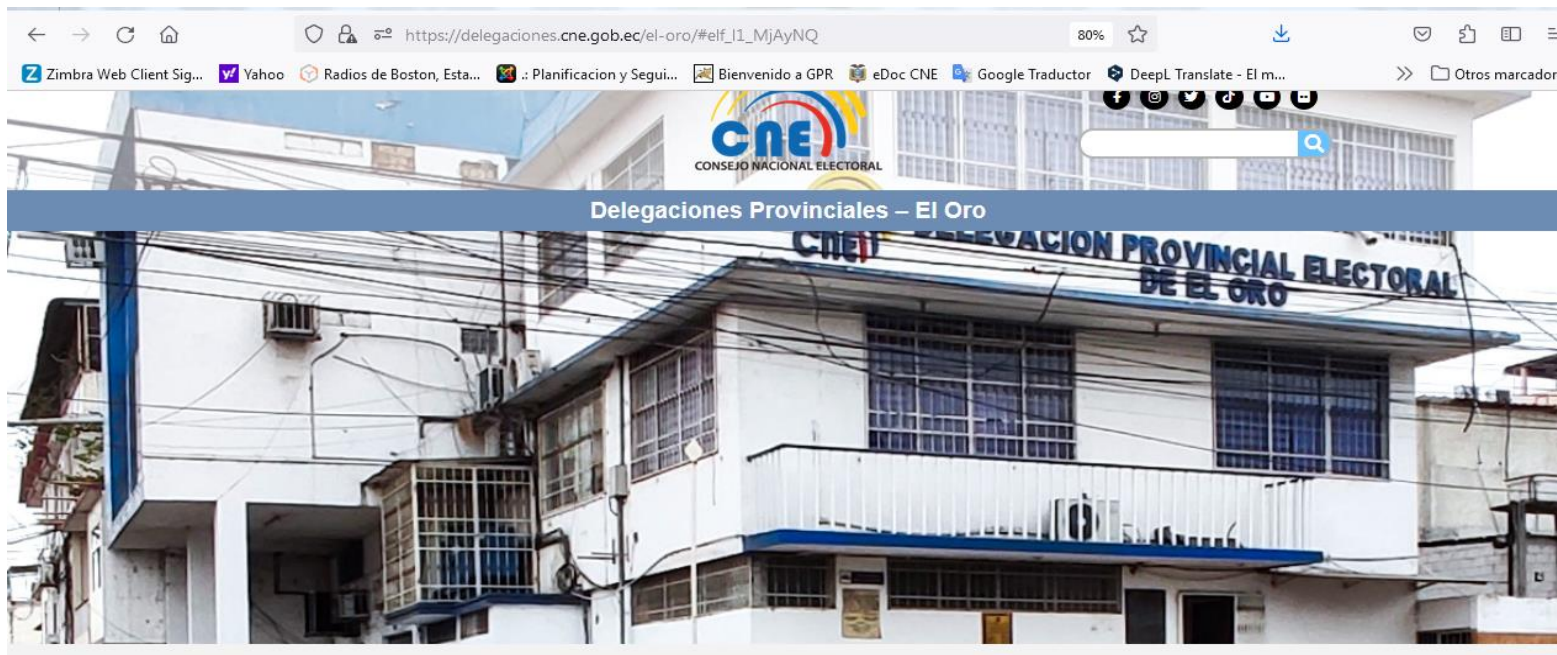 https://delegaciones.cne.gob.ec/el-oro/#elf_l1_MjAyNQ
80%
Zimbra Web Client Sig... Yahoo Radios de Boston, Esta... .: Planificacion y Segui... Bienvenido a GPR eDoc CNE Google Traductor DeepL Translate - El m... Otros marcador
CNE
CONSEJO NACIONAL ELECTORAL
Delegaciones Provinciales – El Oro
CNE DELEGACION PROVINCIAL ELECTORAL
DE EL ORO